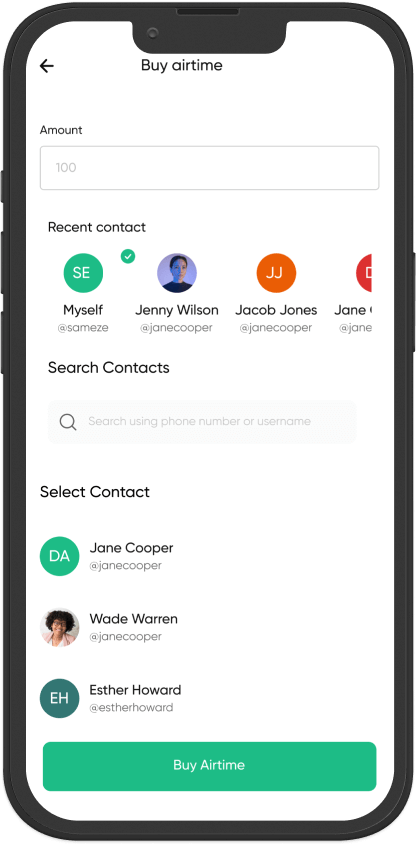 Buy airtime
Amount
100
Recent contact
SE
JJ
Myself
Jenny Wilson
Jacob Jones
Jane
@sameze
@janecooper
@janecooper
@jane
Search Contacts
Search using phone number or username
Select Contact
DA
Jane Cooper
@janecooper
Wade Warren
@janecooper
EH
Esther Howard
@estherhoward
Buy Airtime